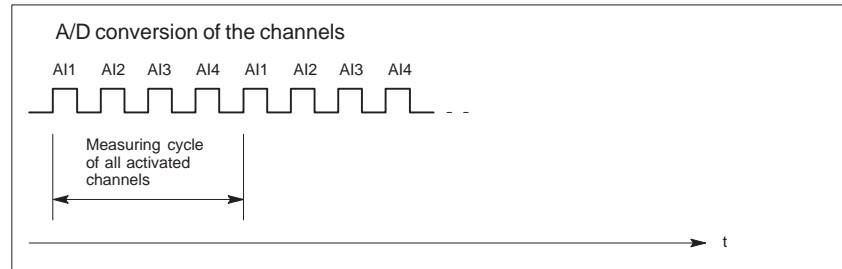 A/D conversion of the channels
AI1 AI2 AI3 AI4 AI1 AI2 AI3 AI4
Measuring cycle
of all activated
channels
t